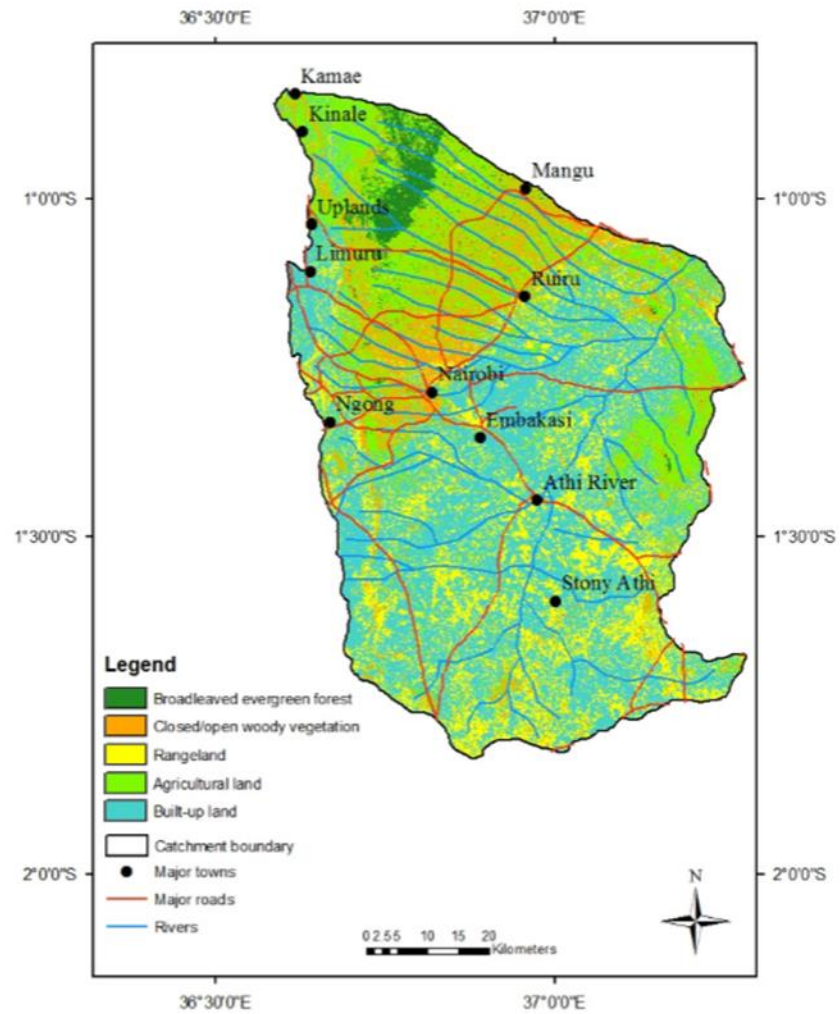 36°30'0"E 37°0'0"E
Kamae
Kinale
Mangu
1°0'0"S 1°0'0"S
Uplands
Limuru
Ruiru
Nairobi
Ngong
Embakasi
Athi River
1°30'0"S 1°30'0"S
Stony Athi
Legend
Broadleaved evergreen forest
Closed/open woody vegetation
Rangeland
Agricultural land
Built-up land
Catchment boundary
Major towns
Major roads
Rivers
2°0'0"S 2°0'0"S
N
0 2.5 5 10 15 20
Kilometers
36°30'0"E 37°0'0"E